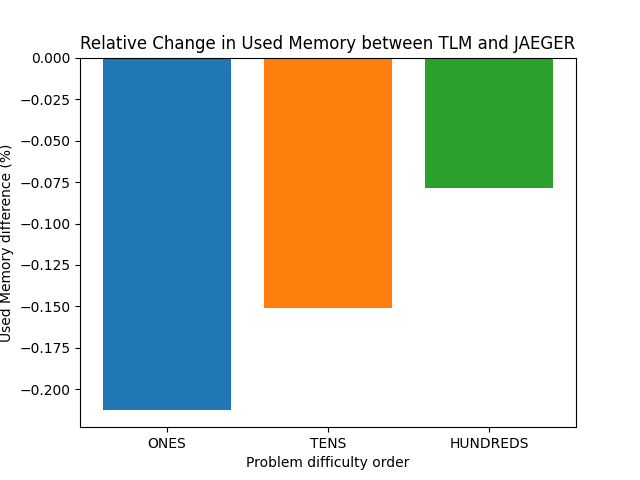 Relative Change in Used Memory between TLM and JAEGER
0.000
−0.025
−0.050
−0.075
−0.100
−0.125
−0.150
−0.175
−0.200
Used Memory difference (%)
ONES
TENS
HUNDREDS
Problem difficulty order